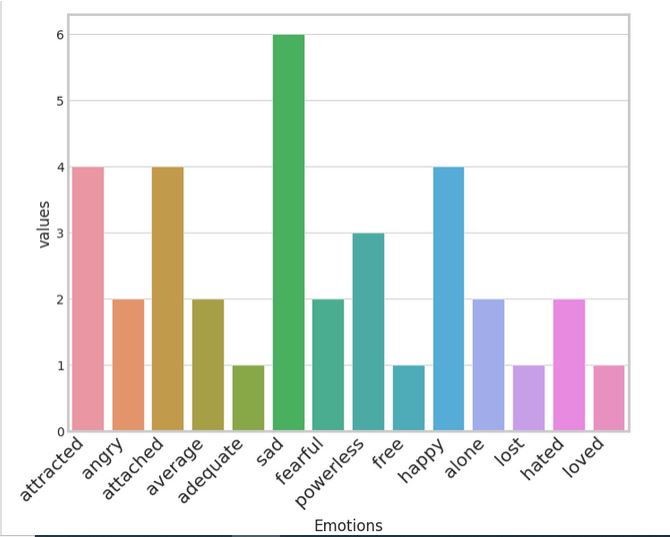 6
5
4
3
2
1
0
values
attracted
angry
attached
average
adequate
sad
fearful
powerless
free
happy
alone
lost
hated
loved
Emotions